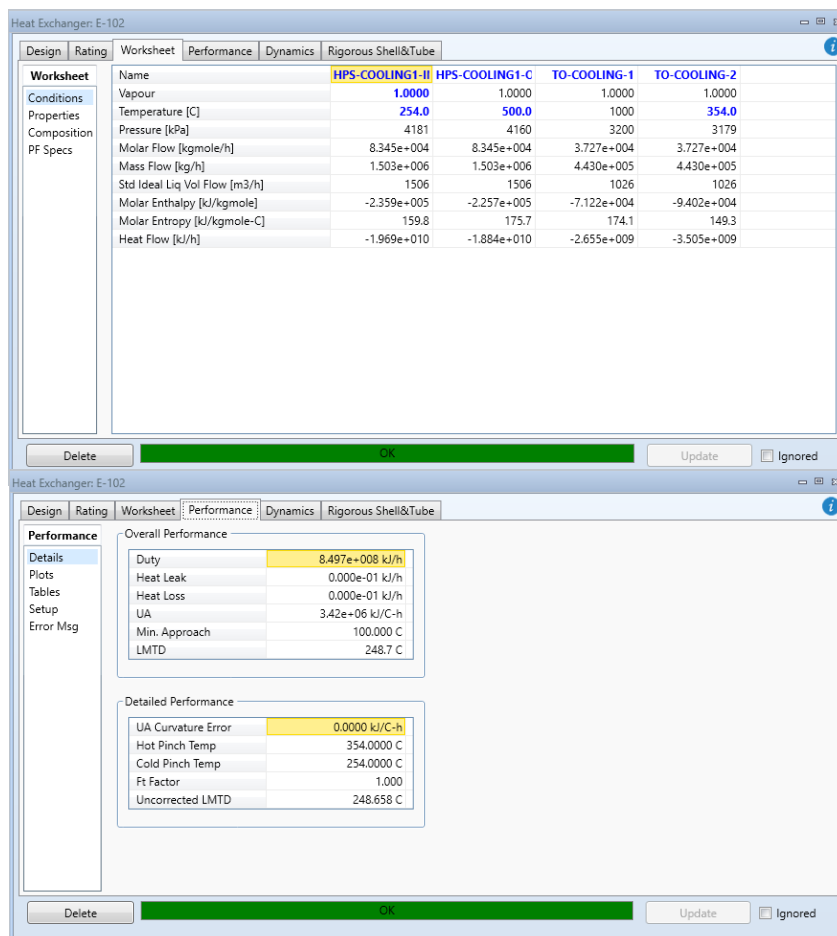 Heat Exchanger: E-102
Design Rating Worksheet Performance Dynamics Rigorous Shell&Tube
Worksheet
Conditions
Properties
Composition
PF Specs
Name HPS-COOLING1-II HPS-COOLING1-C TO-COOLING-1 TO-COOLING-2
Vapour 1.0000 1.0000 1.0000 1.0000
Temperature [C] 254.0 500.0 1000 354.0
Pressure [kPa] 4181 4160 3200 3179
Molar Flow [kgmole/h] 8.345e+004 8.345e+004 3.727e+004 3.727e+004
Mass Flow [kg/h] 1.503e+006 1.503e+006 4.430e+005 4.430e+005
Std Ideal Liq Vol Flow [m3/h] 1506 1506 1026 1026
Molar Enthalpy [kJ/kgmole] -2.359e+005 -2.257e+005 -7.122e+004 -9.402e+004
Molar Entropy [kJ/kgmole-C] 159.8 175.7 174.1 149.3
Heat Flow [kJ/h] -1.969e+010 -1.884e+010 -2.655e+009 -3.505e+009
Delete OK Update Ignored
Heat Exchanger: E-102
Design Rating Worksheet Performance Dynamics Rigorous Shell&Tube
Performance
Details
Plots
Tables
Setup
Error Msg
Overall Performance
Duty 8.497e+008 kJ/h
Heat Leak 0.000e-01 kJ/h
Heat Loss 0.000e-01 kJ/h
UA 3.42e+06 kJ/C-h
Min. Approach 100.000 C
LMTD 248.7 C
Detailed Performance
UA Curvature Error 0.0000 kJ/C-h
Hot Pinch Temp 354.0000 C
Cold Pinch Temp 254.0000 C
Ft Factor 1.000
Uncorrected LMTD 248.658 C
Delete OK Update Ignored